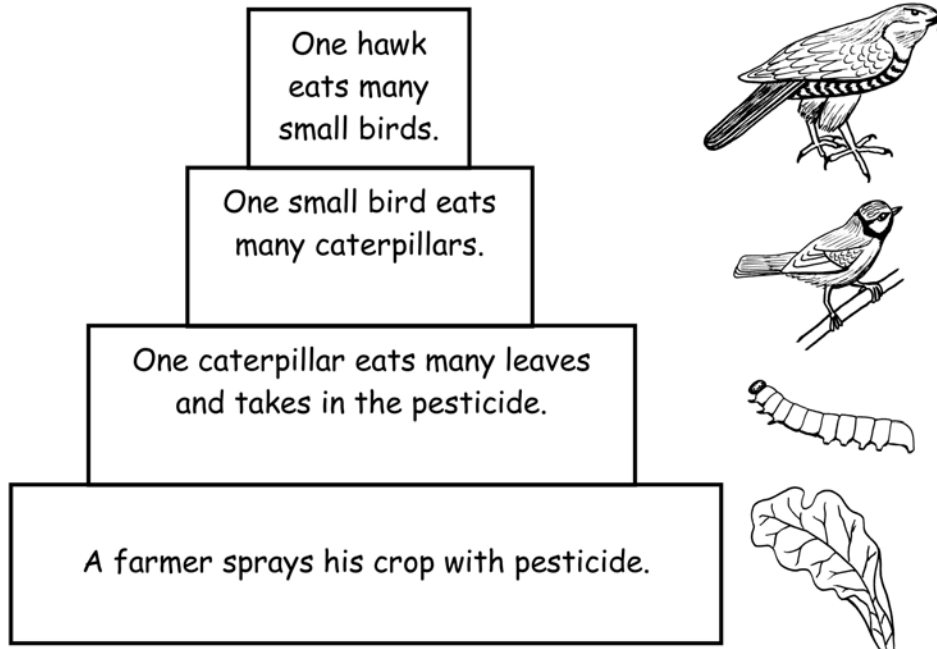 One hawk
eats many
small birds.
One small bird eats
many caterpillars.
One caterpillar eats many leaves
and takes in the pesticide.
A farmer sprays his crop with pesticide.